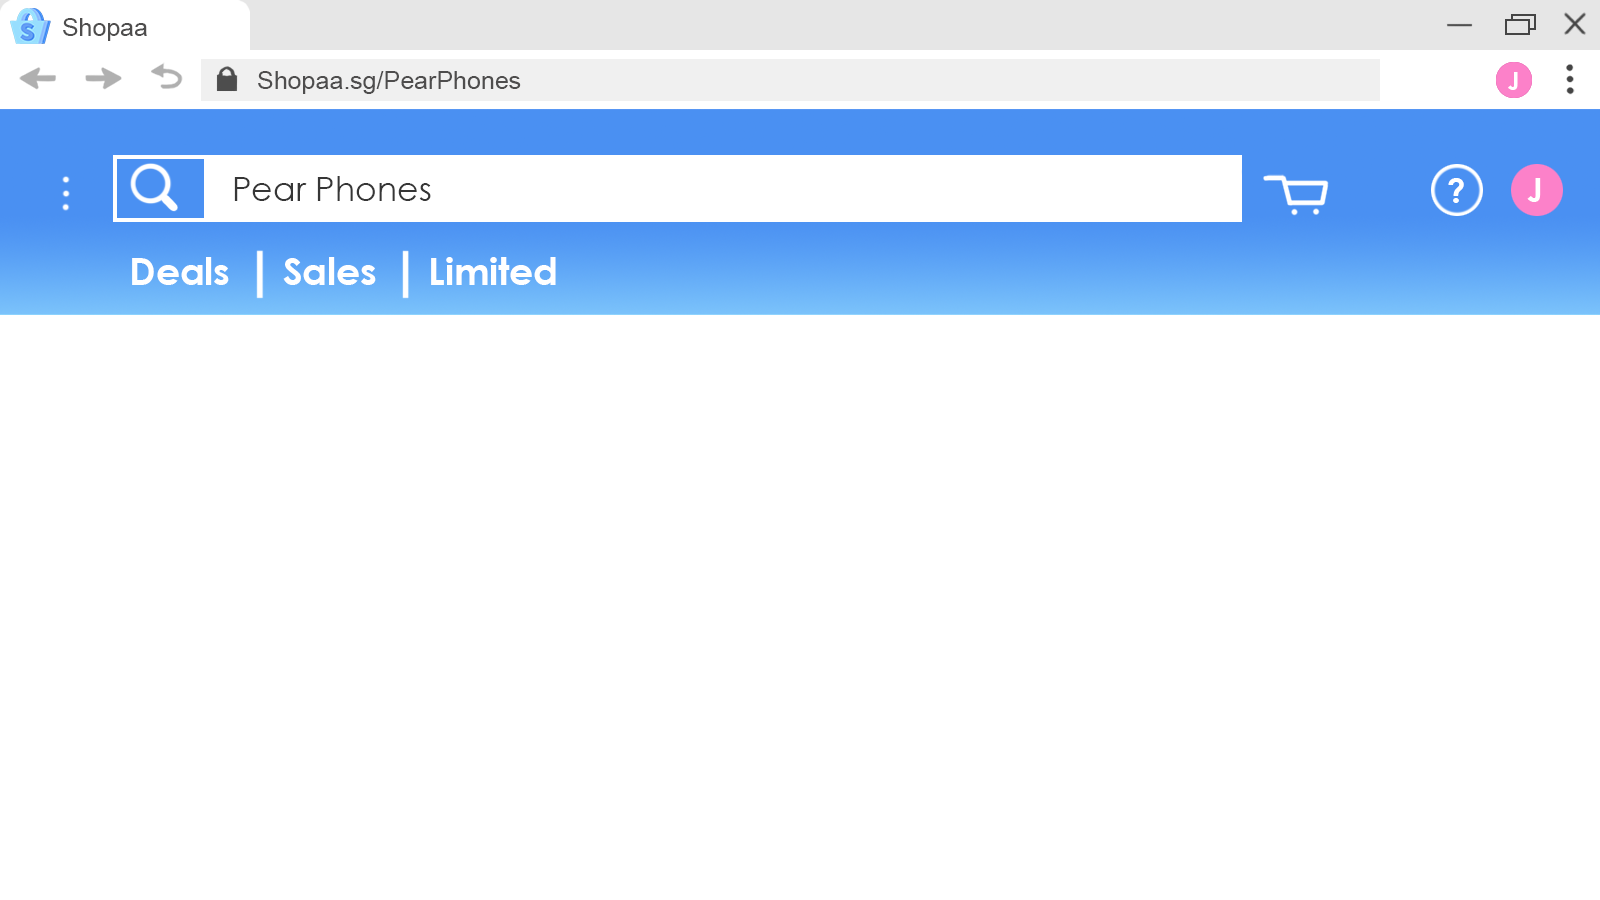 Shopaa
Shopaa.sg/PearPhones
J
Pear Phones
?
J
Deals | Sales | Limited